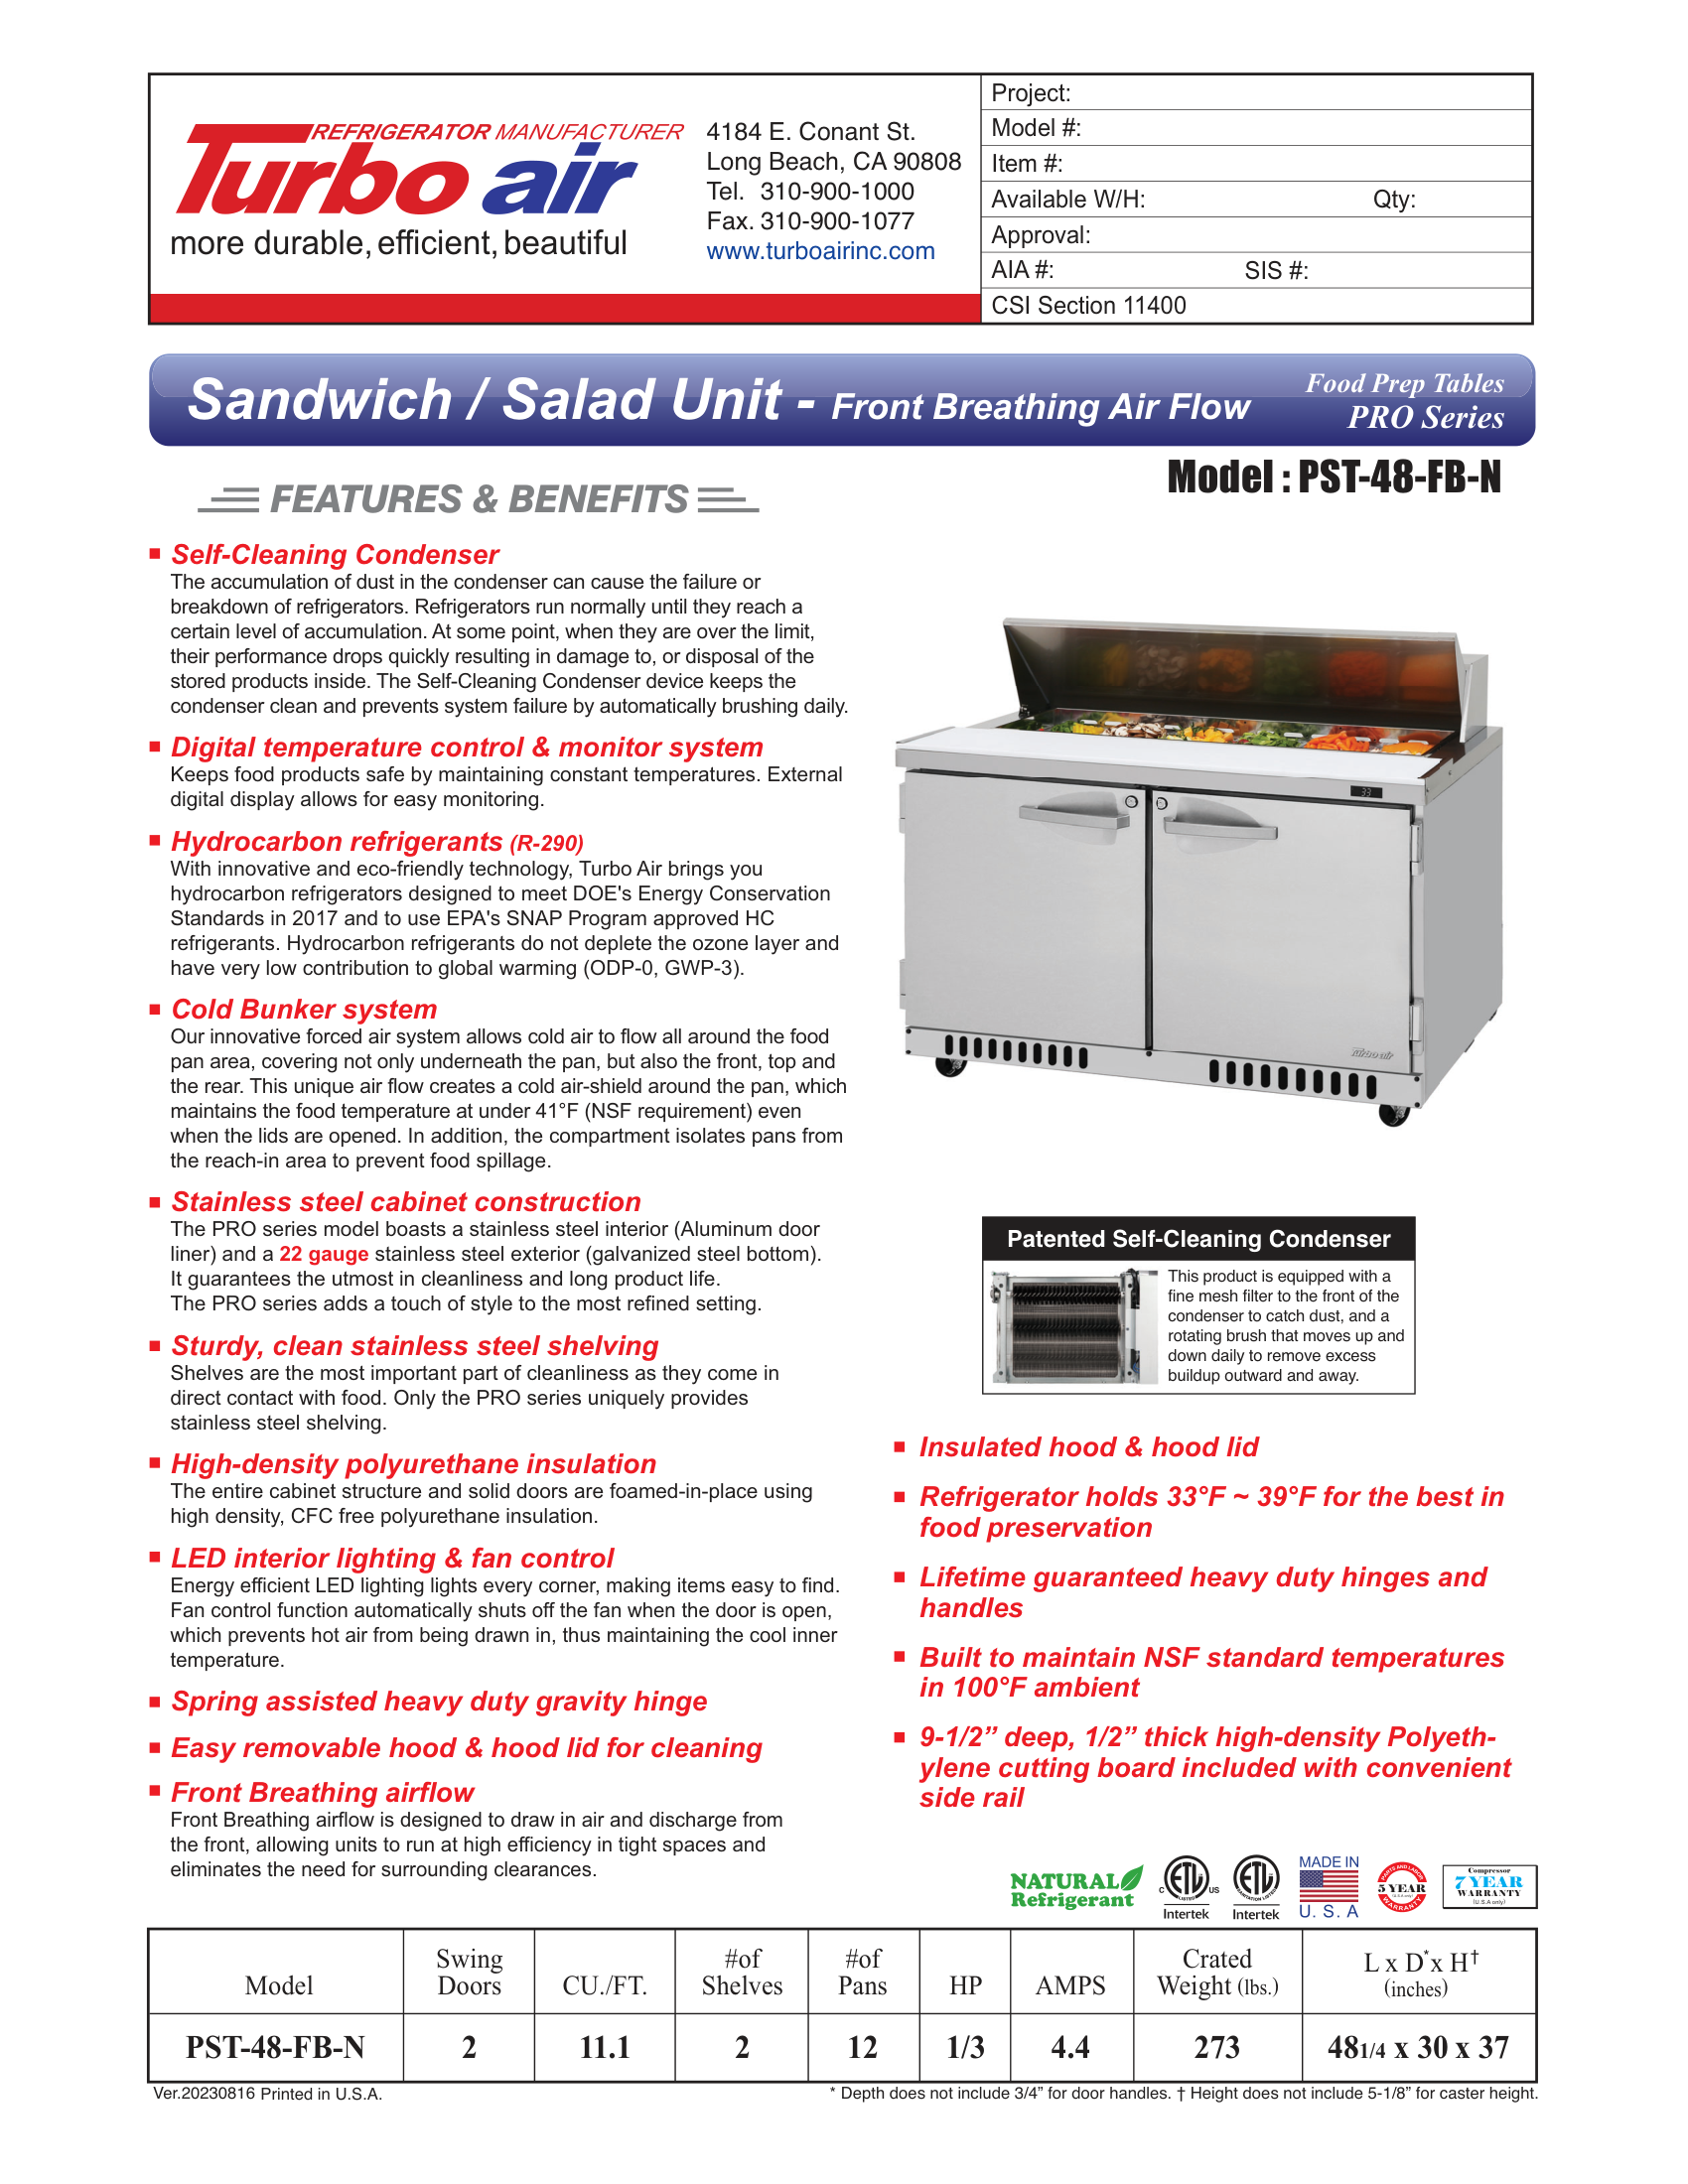 REFRIGERATOR MANUFACTURER
Turbo air
more durable, efficient, beautiful
4184 E. Conant St.
Long Beach, CA 90808
Tel. 310-900-1000
Fax. 310-900-1077
www.turboairinc.com
Project:
Model #:
Item #:
Available W/H: Qty:
Approval:
AIA #: SIS #:
CSI Section 11400
Sandwich / Salad Unit - Front Breathing Air Flow
Food Prep Tables
PRO Series
Model : PST-48-FB-N
FEATURES & BENEFITS
Self-Cleaning Condenser
The accumulation of dust in the condenser can cause the failure or
breakdown of refrigerators. Refrigerators run normally until they reach a
certain level of accumulation. At some point, when they are over the limit,
their performance drops quickly resulting in damage to, or disposal of the
stored products inside. The Self-Cleaning Condenser device keeps the
condenser clean and prevents system failure by automatically brushing daily.
Digital temperature control & monitor system
Keeps food products safe by maintaining constant temperatures. External
digital display allows for easy monitoring.
Hydrocarbon refrigerants (R-290)
With innovative and eco-friendly technology, Turbo Air brings you
hydrocarbon refrigerators designed to meet DOE's Energy Conservation
Standards in 2017 and to use EPA's SNAP Program approved HC
refrigerants. Hydrocarbon refrigerants do not deplete the ozone layer and
have very low contribution to global warming (ODP-0, GWP-3).
Cold Bunker system
Our innovative forced air system allows cold air to flow all around the food
pan area, covering not only underneath the pan, but also the front, top and
the rear. This unique air flow creates a cold air-shield around the pan, which
maintains the food temperature at under 41°F (NSF requirement) even
when the lids are opened. In addition, the compartment isolates pans from
the reach-in area to prevent food spillage.
Stainless steel cabinet construction
The PRO series model boasts a stainless steel interior (Aluminum door
liner) and a 22 gauge stainless steel exterior (galvanized steel bottom).
It guarantees the utmost in cleanliness and long product life.
The PRO series adds a touch of style to the most refined setting.
Sturdy, clean stainless steel shelving
Shelves are the most important part of cleanliness as they come in
direct contact with food. Only the PRO series uniquely provides
stainless steel shelving.
High-density polyurethane insulation
The entire cabinet structure and solid doors are foamed-in-place using
high density, CFC free polyurethane insulation.
LED interior lighting & fan control
Energy efficient LED lighting lights every corner, making items easy to find.
Fan control function automatically shuts off the fan when the door is open,
which prevents hot air from being drawn in, thus maintaining the cool inner
temperature.
Spring assisted heavy duty gravity hinge
Easy removable hood & hood lid for cleaning
Front Breathing airflow
Front Breathing airflow is designed to draw in air and discharge from
the front, allowing units to run at high efficiency in tight spaces and
eliminates the need for surrounding clearances.
33
Turbo air
Patented Self-Cleaning Condenser
This product is equipped with a
fine mesh filter to the front of the
condenser to catch dust, and a
rotating brush that moves up and
down daily to remove excess
buildup outward and away.
Insulated hood & hood lid
Refrigerator holds 33°F ~ 39°F for the best in
food preservation
Lifetime guaranteed heavy duty hinges and
handles
Built to maintain NSF standard temperatures
in 100°F ambient
9-1/2” deep, 1/2” thick high-density Polyeth-
ylene cutting board included with convenient
side rail
NATURAL
Refrigerant
C ETL US
LISTED
Intertek
ETL
SANITATION LISTED
Intertek
MADE IN
U. S. A
PARTS AND LABOR
5 YEAR
(U.S.A only)
WARRANTY
Compressor
7 YEAR
WARRANTY
(U.S.A only)
Model Swing Doors CU./FT. #of Shelves #of Pans HP AMPS Crated Weight (lbs.) L x D* x H† (inches)
PST-48-FB-N 2 11.1 2 12 1/3 4.4 273 48 1/4 x 30 x 37
Ver.20230816 Printed in U.S.A.
* Depth does not include 3/4” for door handles. † Height does not include 5-1/8” for caster height.